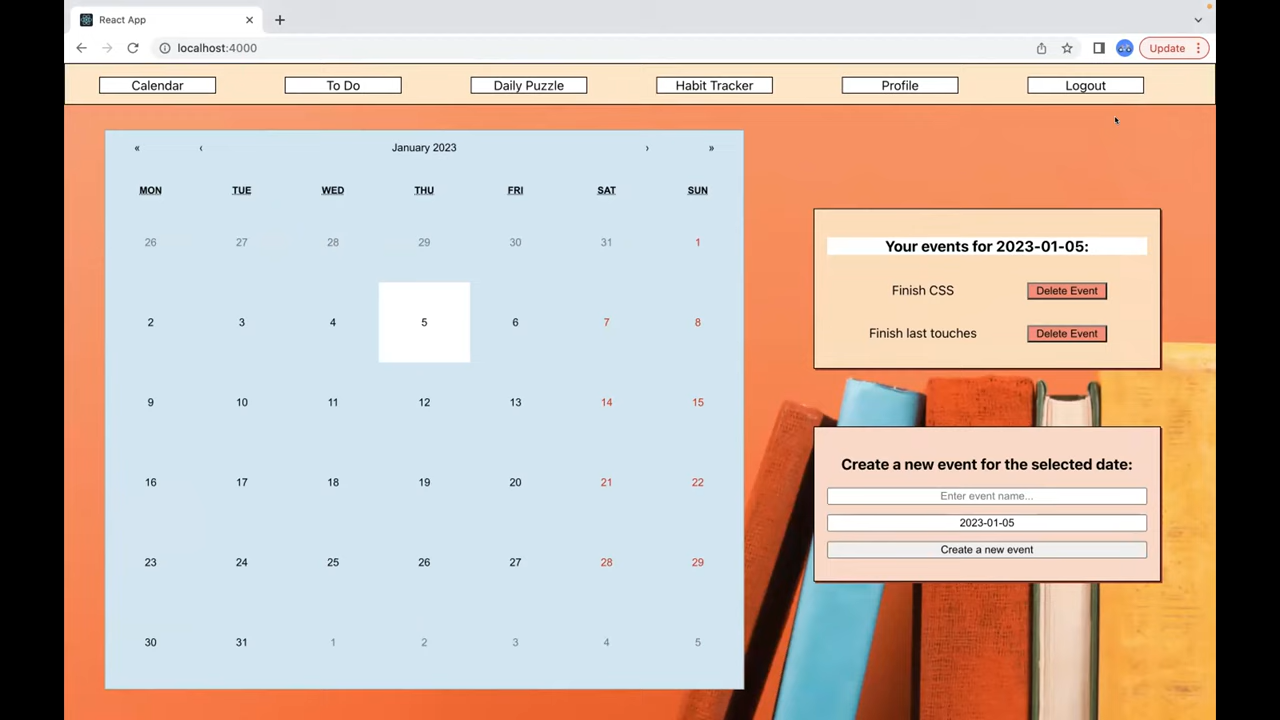 React App
localhost:4000
Update
Calendar To Do Daily Puzzle Habit Tracker Profile Logout
« ‹ January 2023 › »
MON TUE WED THU FRI SAT SUN
26 27 28 29 30 31 1
2 3 4 5 6 7 8
9 10 11 12 13 14 15
16 17 18 19 20 21 22
23 24 25 26 27 28 29
30 31 1 2 3 4 5
Your events for 2023-01-05:
Finish CSS Delete Event
Finish last touches Delete Event
Create a new event for the selected date:
Enter event name...
2023-01-05
Create a new event